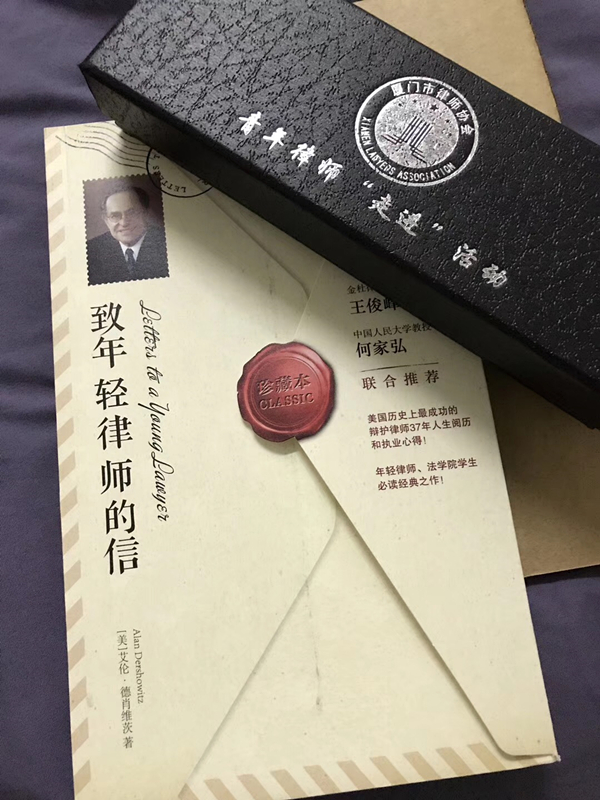 厦门市律师协会
XIAMEN LAWYERS ASSOCIATION
青年律师“走进”活动
致年轻律师的信
Letters to a Young Lawyer
Alan Dershowitz
[美]艾伦·德肖维茨 著
珍藏本
CLASSIC
金杜律
王俊峰
中国人民大学教授
何家弘
联合推荐
美国历史上最成功的
辩护律师37年人生阅历
和执业心得！
年轻律师、法学院学生
必读经典之作！